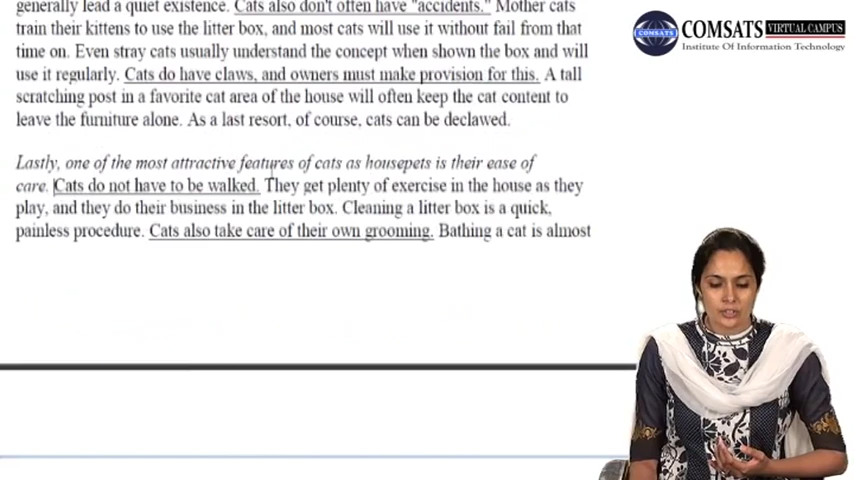 generally lead a quiet existence. Cats also don't often have "accidents." Mother cats
train their kittens to use the litter box, and most cats will use it without fail from that
time on. Even stray cats usually understand the concept when shown the box and will
use it regularly. Cats do have claws, and owners must make provision for this. A tall
scratching post in a favorite cat area of the house will often keep the cat content to
leave the furniture alone. As a last resort, of course, cats can be declawed.
Lastly, one of the most attractive features of cats as housepets is their ease of
care. Cats do not have to be walked. They get plenty of exercise in the house as they
play, and they do their business in the litter box. Cleaning a litter box is a quick,
painless procedure. Cats also take care of their own grooming. Bathing a cat is almost
COMSATS
COMSATS VIRTUAL CAMPUS
Institute Of Information Technology